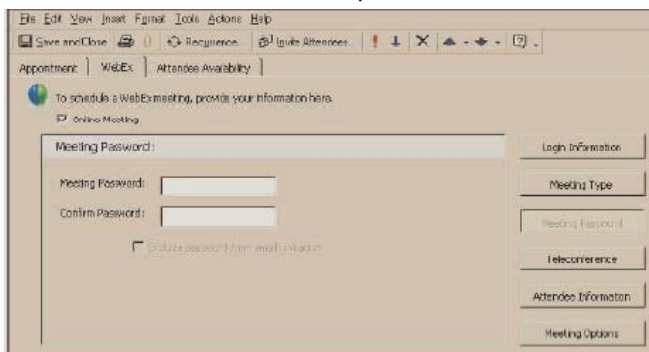 File Edit View Insert Format Tools Actions Help
Save and Close Recurrence... Invite Attendees...
Appointment WebEx Attendee Availability
To schedule a WebEx meeting, provide your information here.
Online Meeting
Meeting Password:
Login Information
Meeting Password:
Meeting Type
Confirm Password:
Meeting Password
Exclude password from email invitation
Teleconference
Attendee Information
Meeting Options